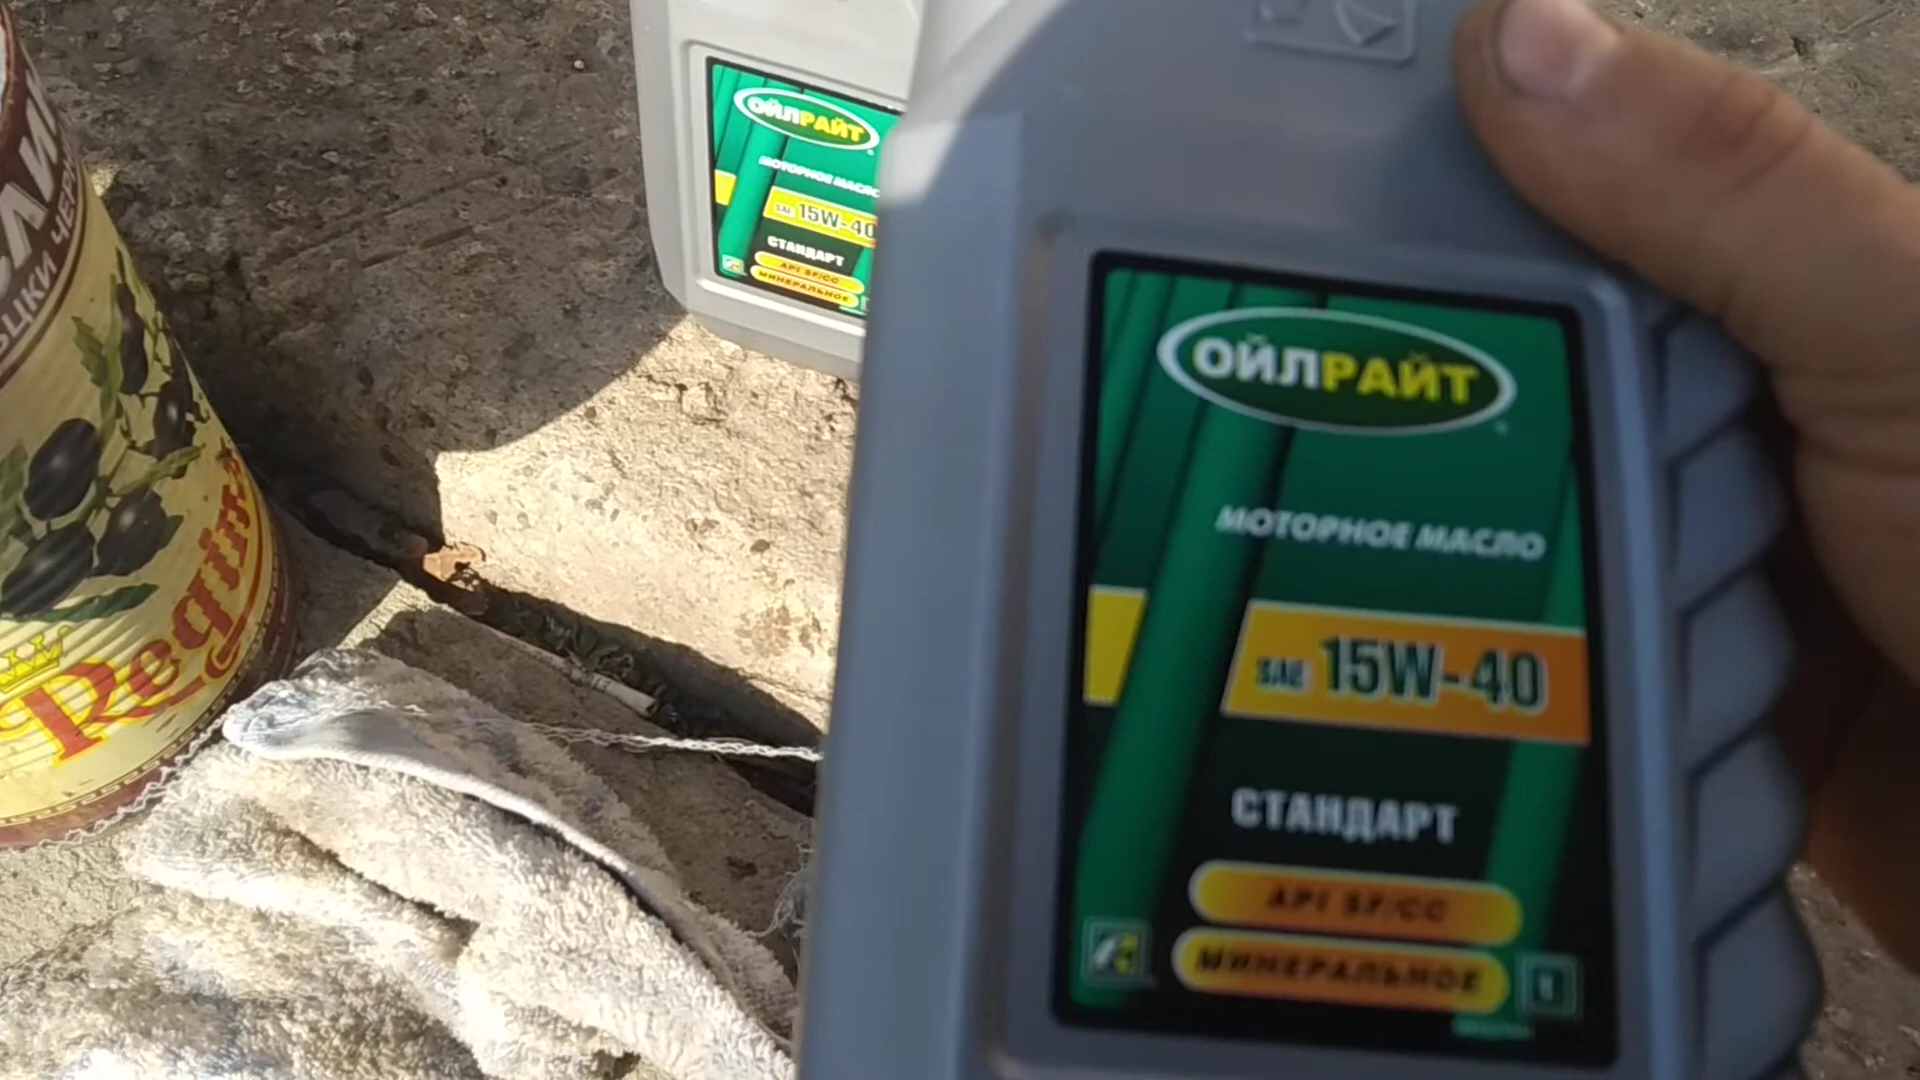 ОЙЛРАЙТ
МОТОРНОЕ МАСЛО
SAE 15W-40
СТАНДАРТ
API SF/CC
МИНЕРАЛЬНОЕ
ОЙЛРАЙТ
МОТОРНОЕ МАСЛО
SAE 15W-40
СТАНДАРТ
API SF/CC
МИНЕРАЛЬНОЕ
Regina